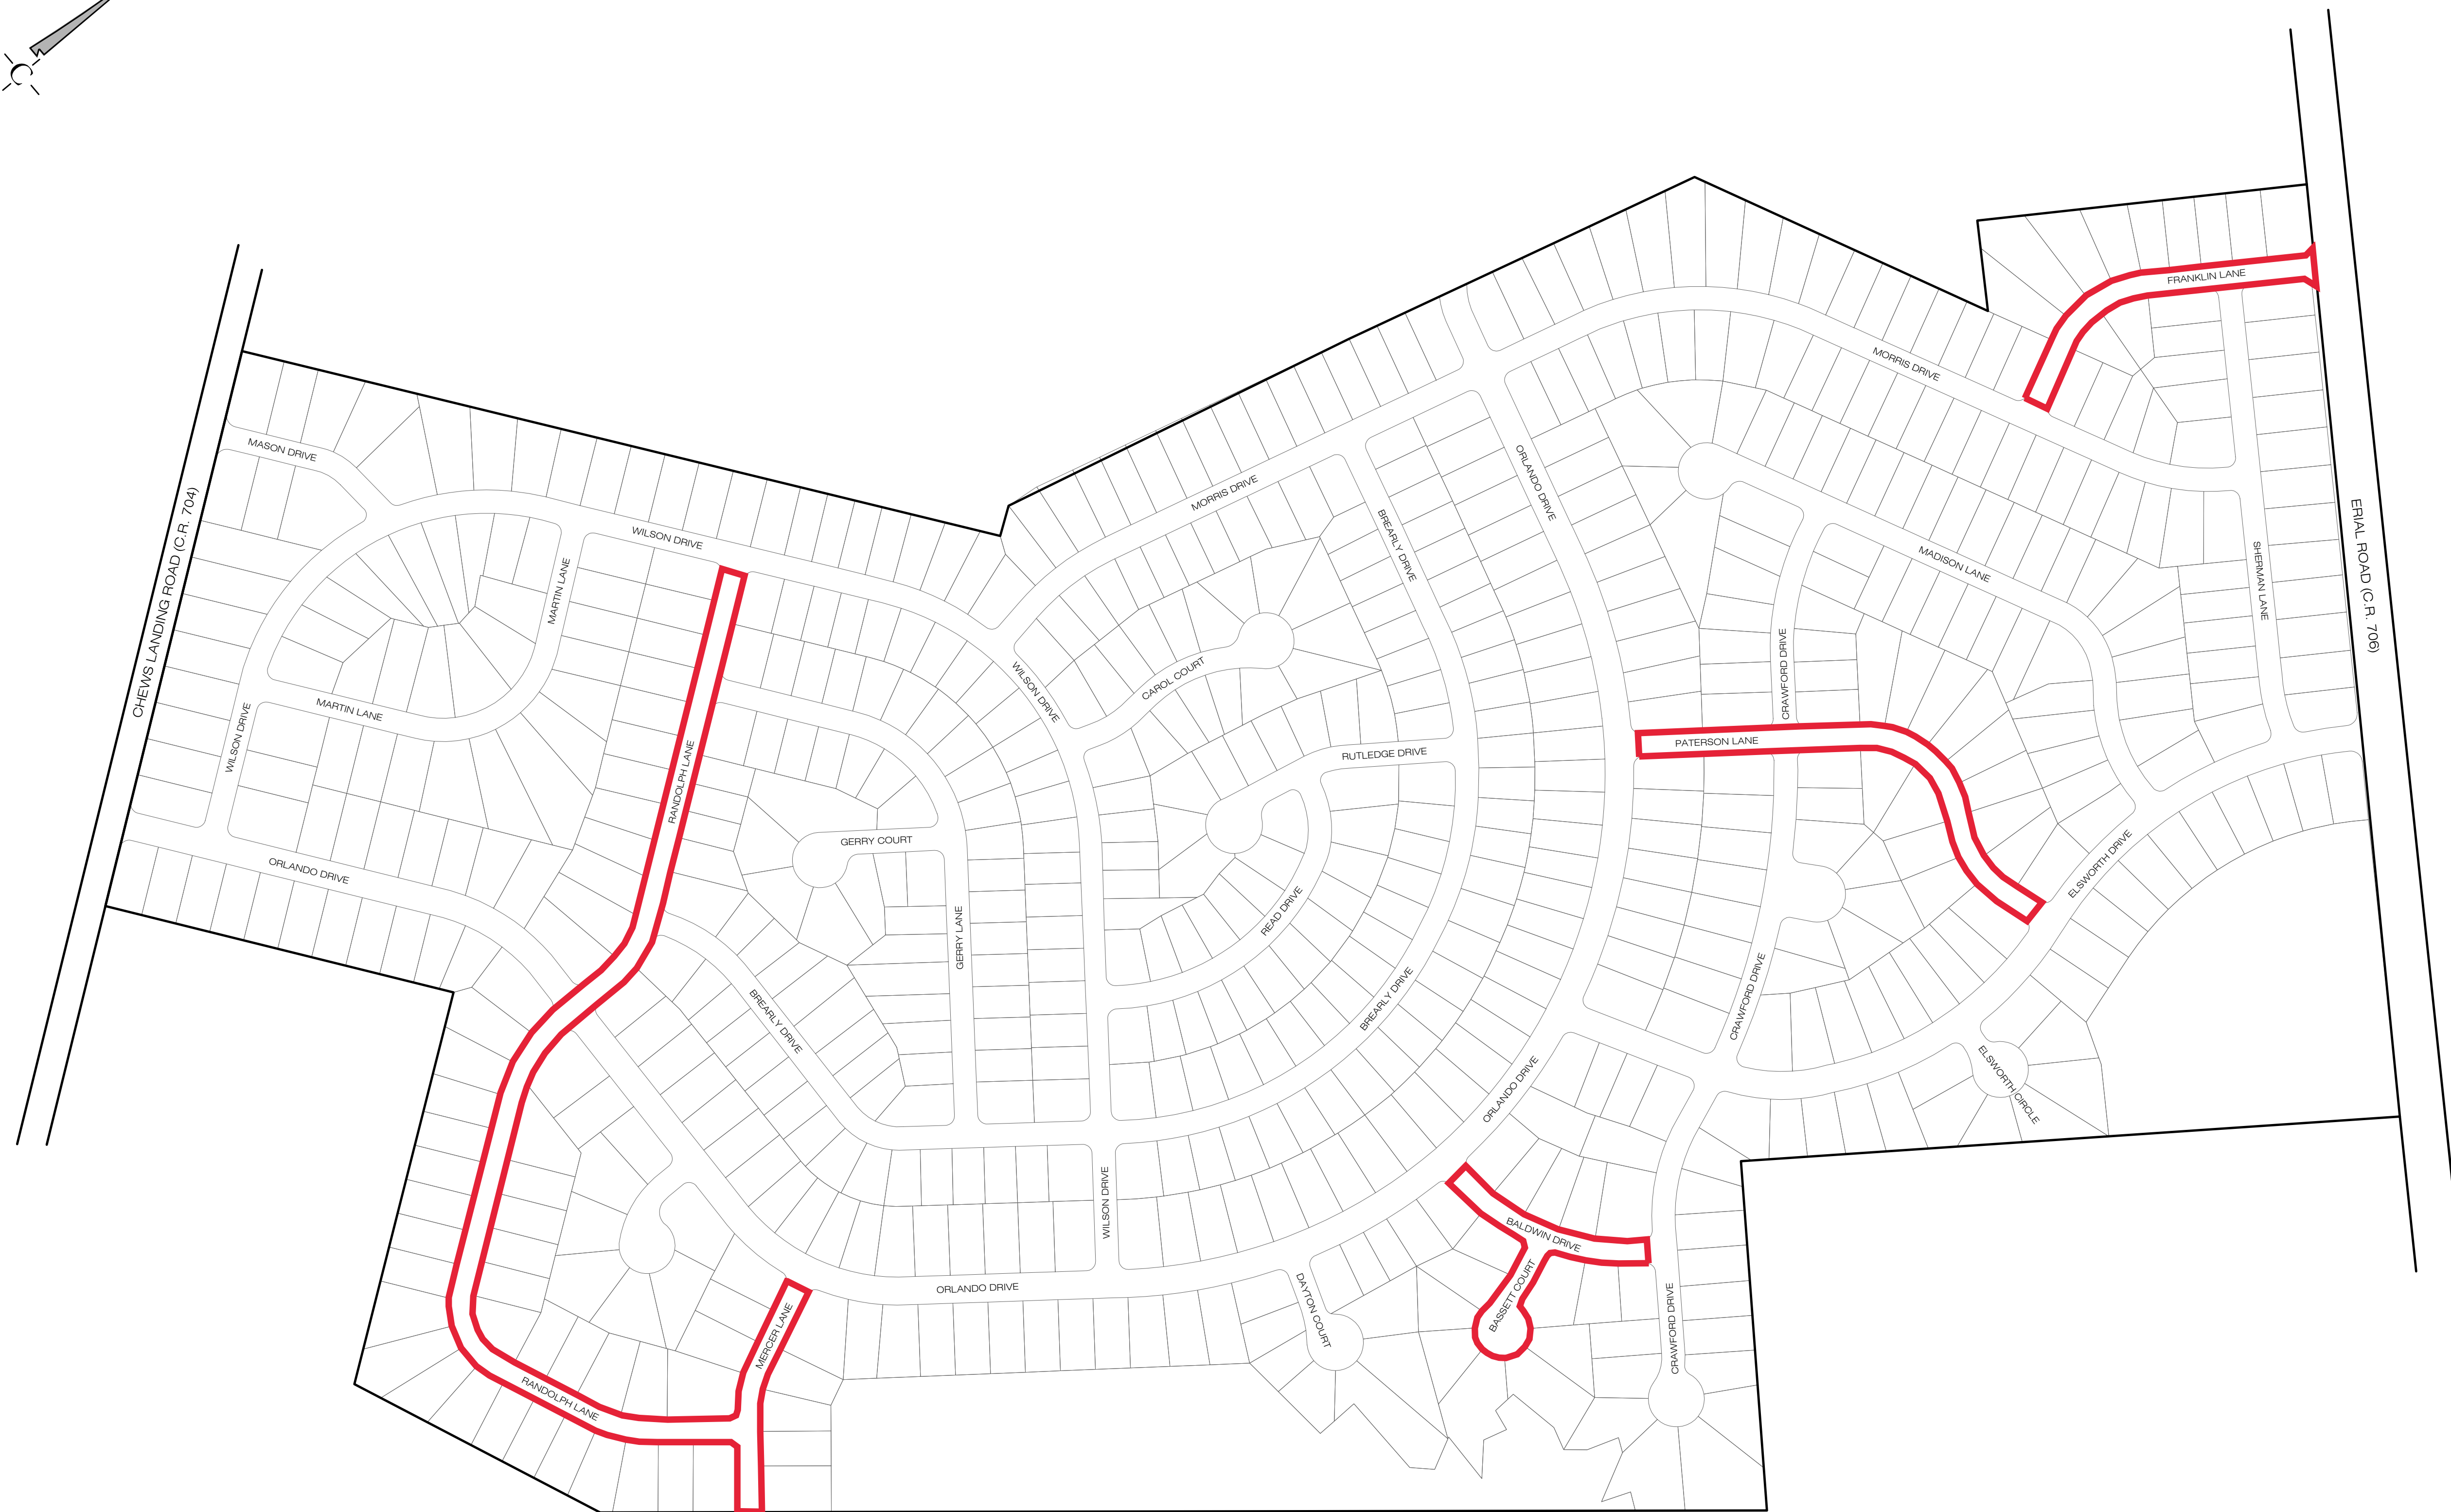 FRANKLIN LANE
MORRIS DRIVE
MASON DRIVE
MORRIS DRIVE
ORLANDO DRIVE
BREARLY DRIVE
WILSON DRIVE
MARTIN LANE
MADISON LANE
SHERMAN LANE
ERIAL ROAD (C.R. 706)
CHEWS LANDING ROAD (C.R. 704)
CAROL COURT
WILSON DRIVE
CRAWFORD DRIVE
MARTIN LANE
WILSON DRIVE
RANDOLPH LANE
RUTLEDGE DRIVE
PATERSON LANE
GERRY COURT
ORLANDO DRIVE
ELSWORTH DRIVE
GERRY LANE
READ DRIVE
BREARLY DRIVE
BREARLY DRIVE
CRAWFORD DRIVE
ORLANDO DRIVE
ELSWORTH CIRCLE
WILSON DRIVE
BALDWIN DRIVE
ORLANDO DRIVE
DAYTON COURT
BASSETT COURT
CRAWFORD DRIVE
MERCER LANE
RANDOLPH LANE